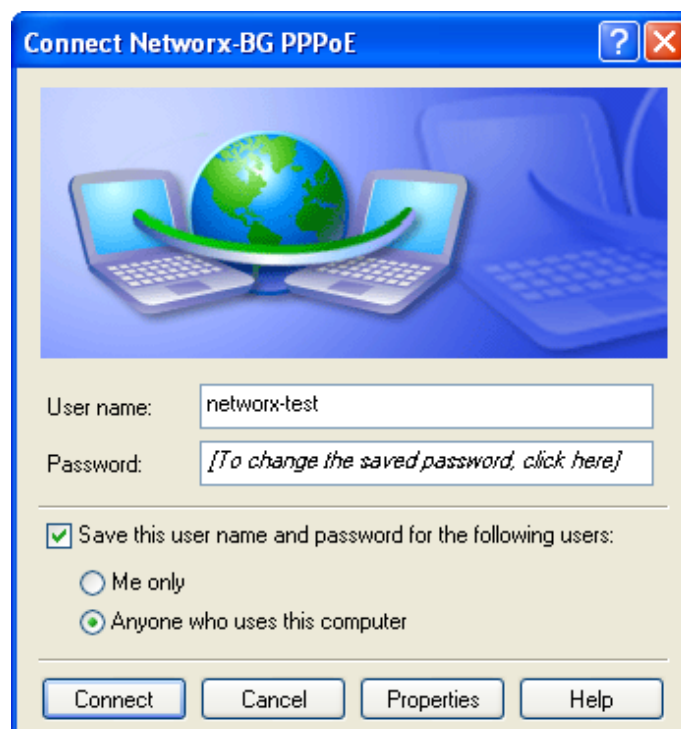 Connect Networx-BG PPPoE
User name:
networx-test
Password:
[To change the saved password, click here]
Save this user name and password for the following users:
Me only
Anyone who uses this computer
Connect Cancel Properties Help